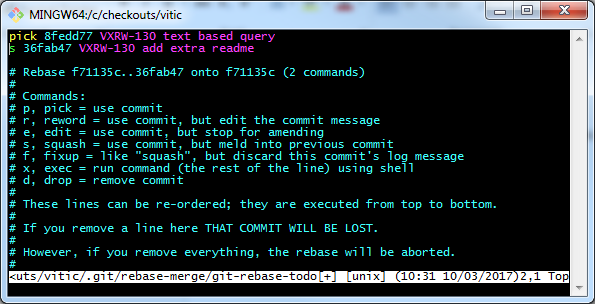 MINGW64:/c/checkouts/vitic
pick 8fedd77 VXRW-130 text based query
s 36fab47 VXRW-130 add extra readme

# Rebase f71135c..36fab47 onto f71135c (2 commands)
#
# Commands:
# p, pick = use commit
# r, reword = use commit, but edit the commit message
# e, edit = use commit, but stop for amending
# s, squash = use commit, but meld into previous commit
# f, fixup = like "squash", but discard this commit's log message
# x, exec = run command (the rest of the line) using shell
# d, drop = remove commit
#
# These lines can be re-ordered; they are executed from top to bottom.
#
# If you remove a line here THAT COMMIT WILL BE LOST.
#
# However, if you remove everything, the rebase will be aborted.
#
<uts/vitic/.git/rebase-merge/git-rebase-todo[+] [unix] (10:31 10/03/2017)2,1 Top